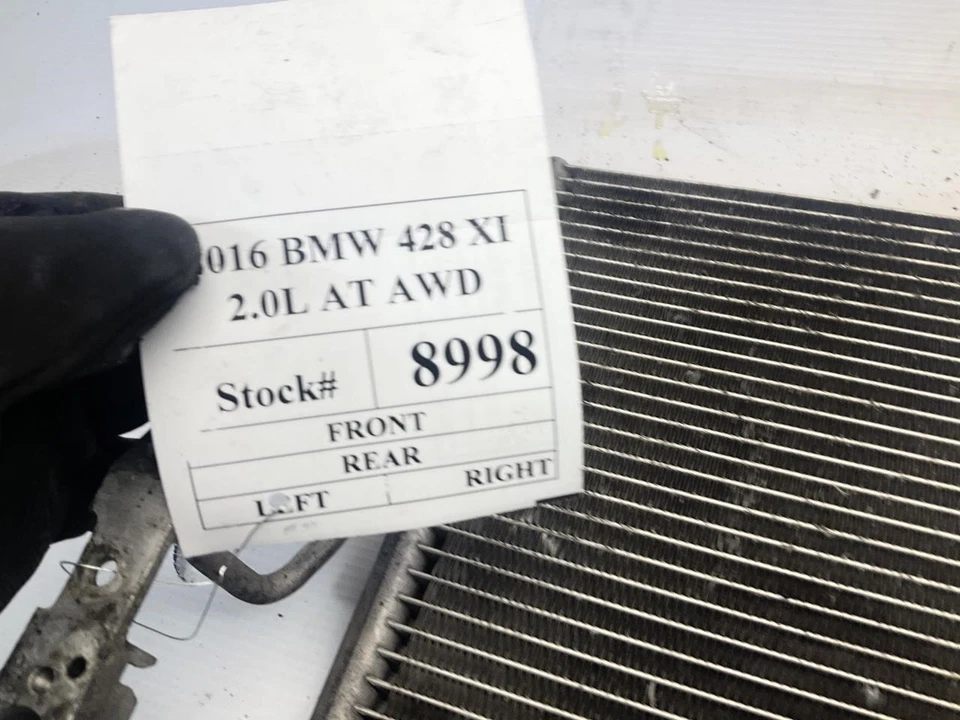 016 BMW 428 XI
2.0L AT AWD
Stock# 8998
FRONT
REAR
LEFT RIGHT